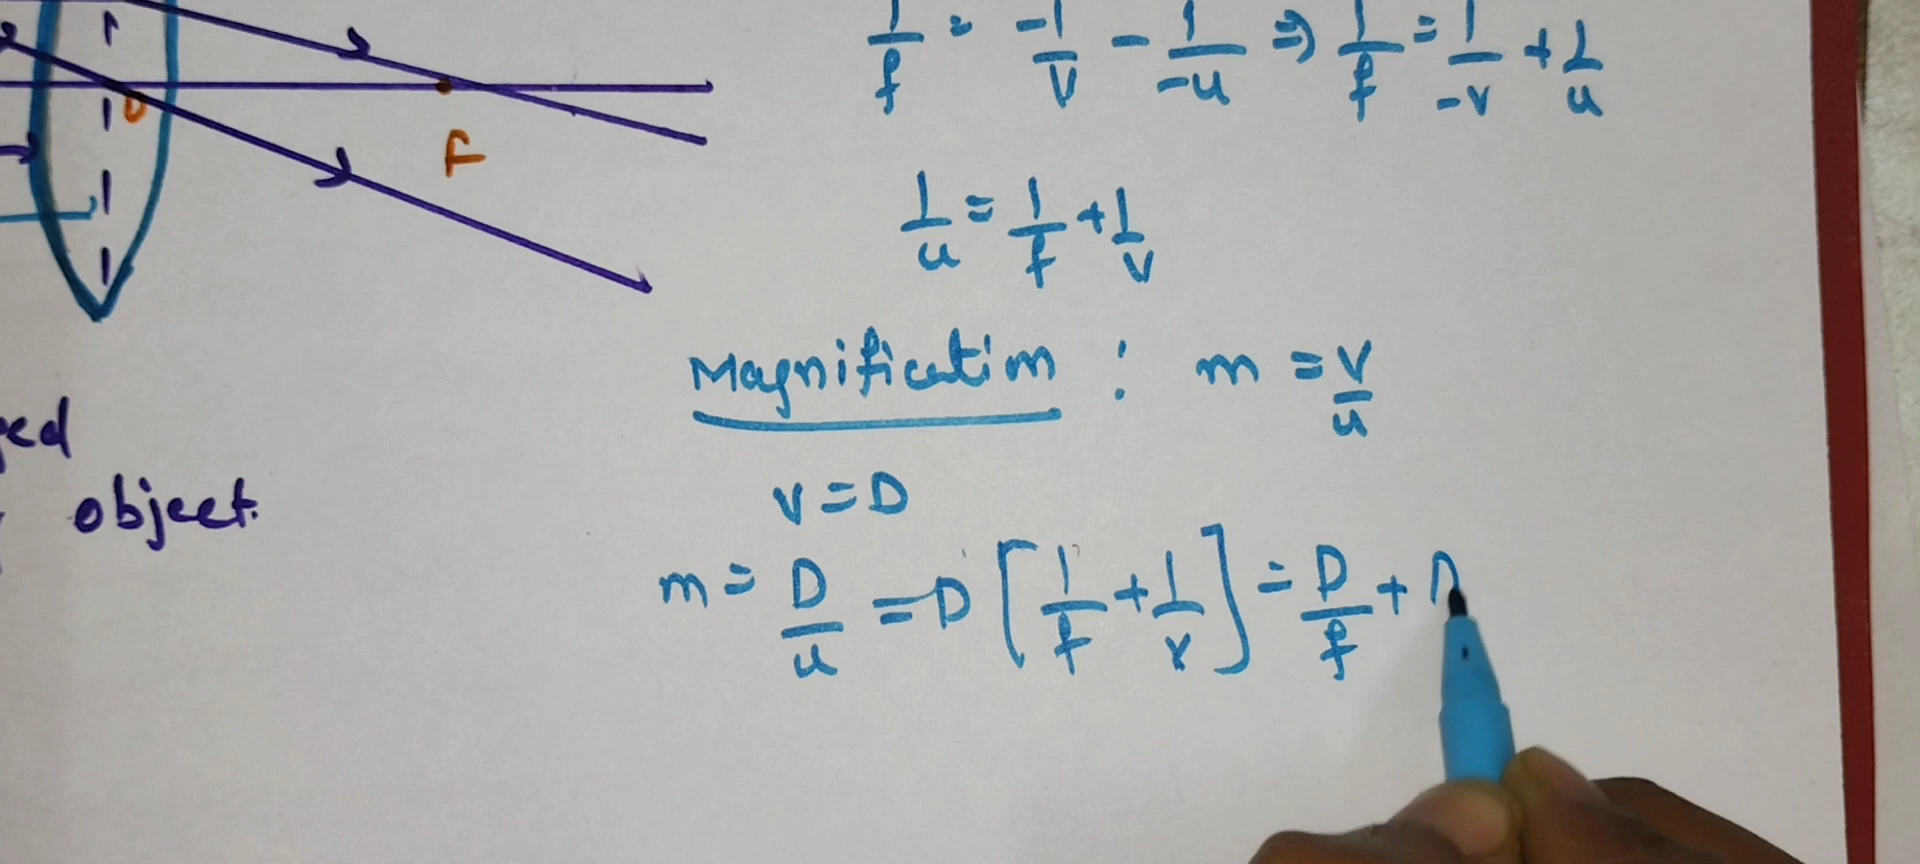 1/f = -1/v - 1/-u ⇒ 1/f = 1/-v + 1/u
O
F
1/u = 1/f + 1/v
Magnification : m = v/u
object.
v = D
m = D/u = D [1/f + 1/v] = D/f + D